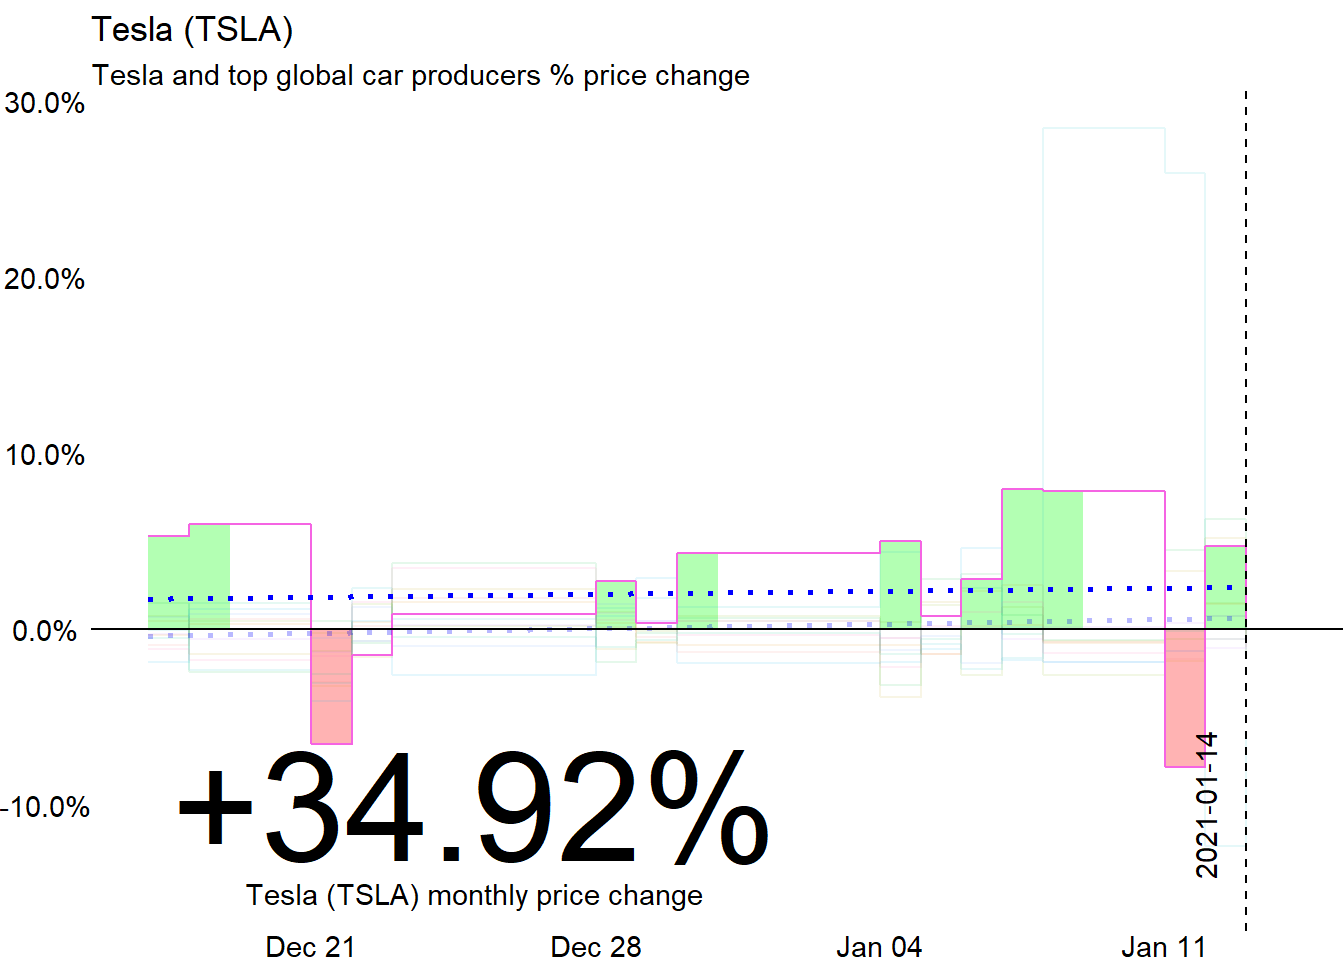 Tesla (TSLA)
Tesla and top global car producers % price change
30.0%
20.0%
10.0%
0.0%
-10.0%
+34.92%
Tesla (TSLA) monthly price change
2021-01-14
Dec 21
Dec 28
Jan 04
Jan 11